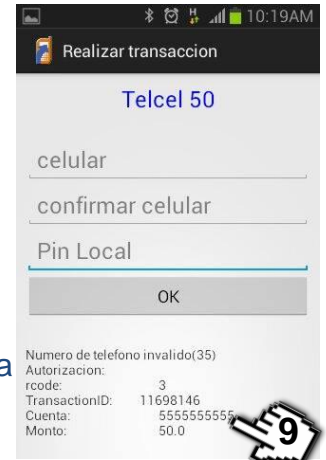 10:19AM
Realizar transaccion
Telcel 50
celular
confirmar celular
Pin Local
OK
a
Numero de telefono invalido(35)
Autorizacion:
rcode: 3
TransactionID: 11698146
Cuenta: 5555555555
Monto: 50.0
9